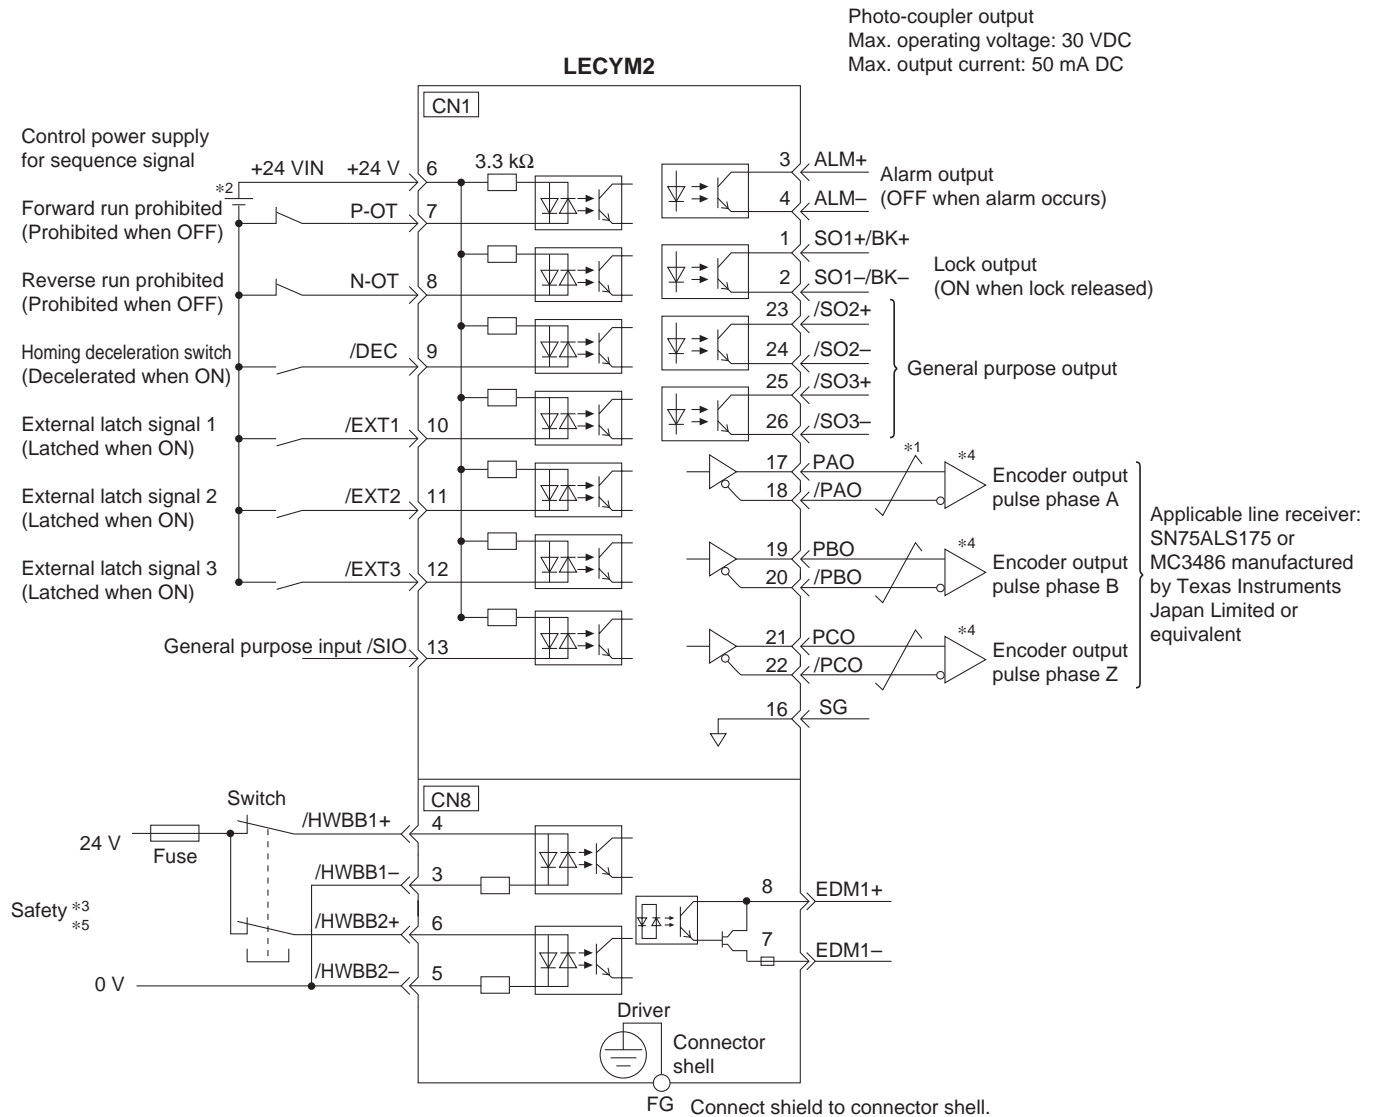 Photo-coupler output
Max. operating voltage: 30 VDC
Max. output current: 50 mA DC
LECYM2
CN1
Control power supply
for sequence signal
+24 VIN
+24 V
6
3.3 kΩ
*2
Forward run prohibited
(Prohibited when OFF)
P-OT
7
Reverse run prohibited
(Prohibited when OFF)
N-OT
8
Homing deceleration switch
(Decelerated when ON)
/DEC
9
External latch signal 1
(Latched when ON)
/EXT1
10
External latch signal 2
(Latched when ON)
/EXT2
11
External latch signal 3
(Latched when ON)
/EXT3
12
General purpose input /SIO
13
3
ALM+
4
ALM–
Alarm output
(OFF when alarm occurs)
1
SO1+/BK+
2
SO1–/BK–
Lock output
(ON when lock released)
23
/SO2+
24
/SO2–
25
/SO3+
26
/SO3–
General purpose output
17
PAO
18
/PAO
*1
*4
Encoder output
pulse phase A
19
PBO
20
/PBO
*4
Encoder output
pulse phase B
21
PCO
22
/PCO
*4
Encoder output
pulse phase Z
Applicable line receiver:
SN75ALS175 or
MC3486 manufactured
by Texas Instruments
Japan Limited or
equivalent
16
SG
CN8
Switch
24 V
Fuse
/HWBB1+
4
/HWBB1–
3
Safety *3
*5
/HWBB2+
6
/HWBB2–
5
0 V
8
EDM1+
7
EDM1–
Driver
Connector
shell
FG
Connect shield to connector shell.